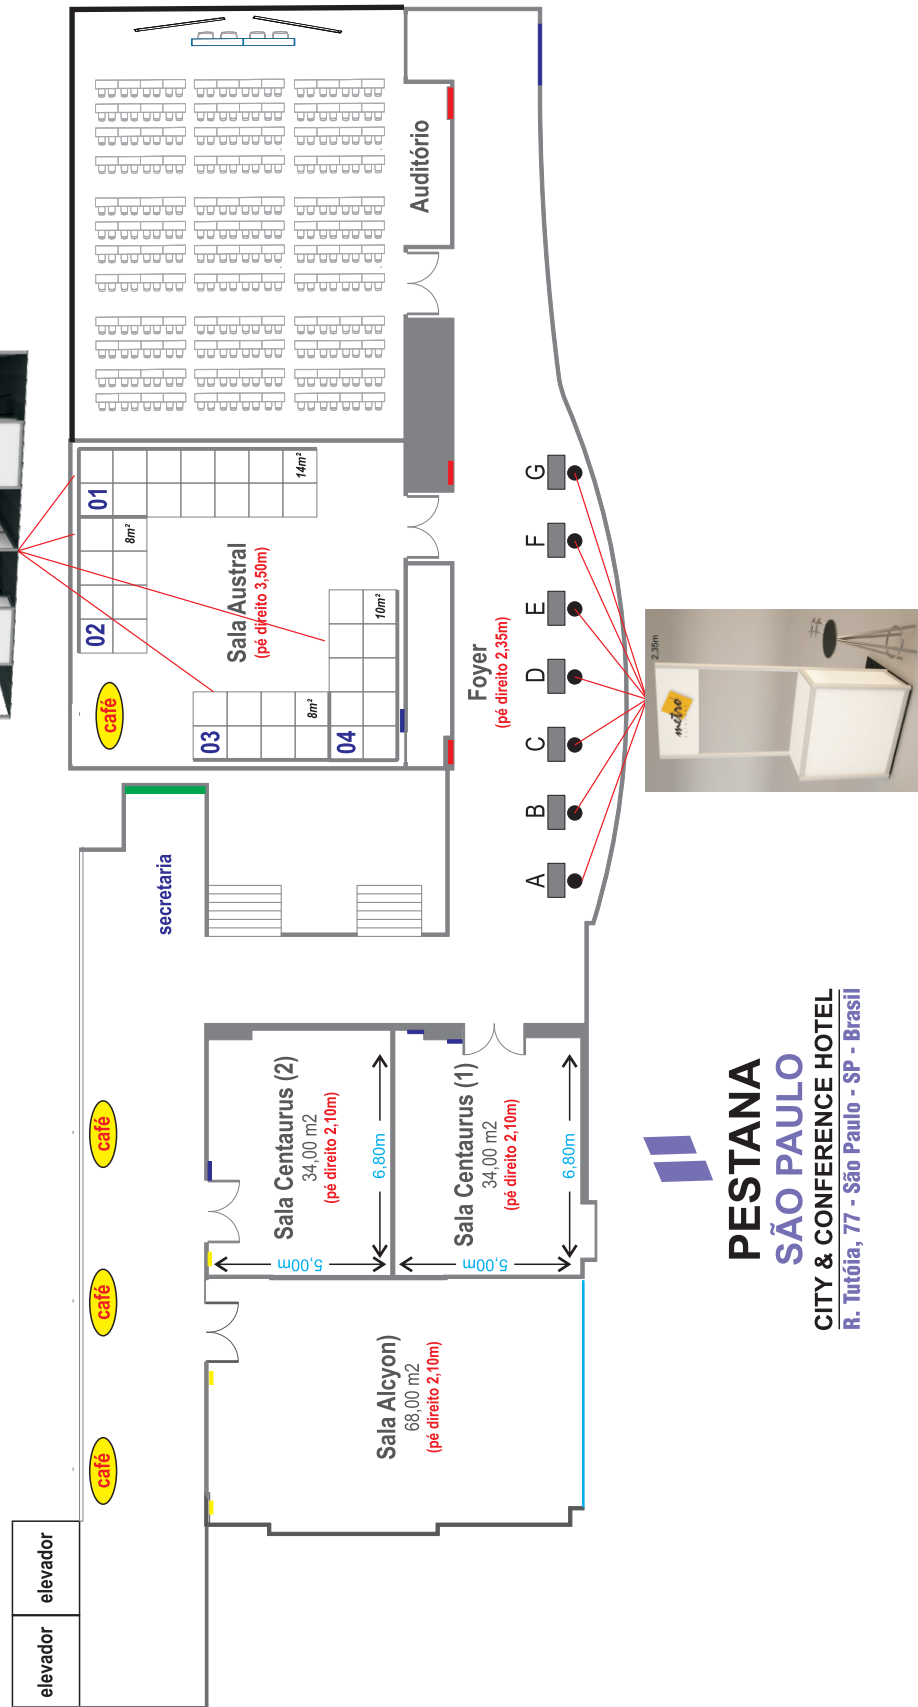 elevador
elevador
café
café
café
secretaria
Sala Alcyon)
68,00 m2
(pé direito 2,10m)
Sala Centaurus (2)
34,00 m2
(pé direito 2,10m)
6,80m
5,00m
Sala Centaurus (1)
34,00 m2
(pé direito 2,10m)
6,80m
5,00m
café
02
8m²
01
14m²
Sala Austral
(pé direito 3,50m)
03
8m²
04
10m²
Auditório
Foyer
(pé direito 2,35m)
A
B
C
D
E
F
G
2,35m
metro
PESTANA
SÃO PAULO
CITY & CONFERENCE HOTEL
R. Tutóia, 77 - São Paulo - SP - Brasil